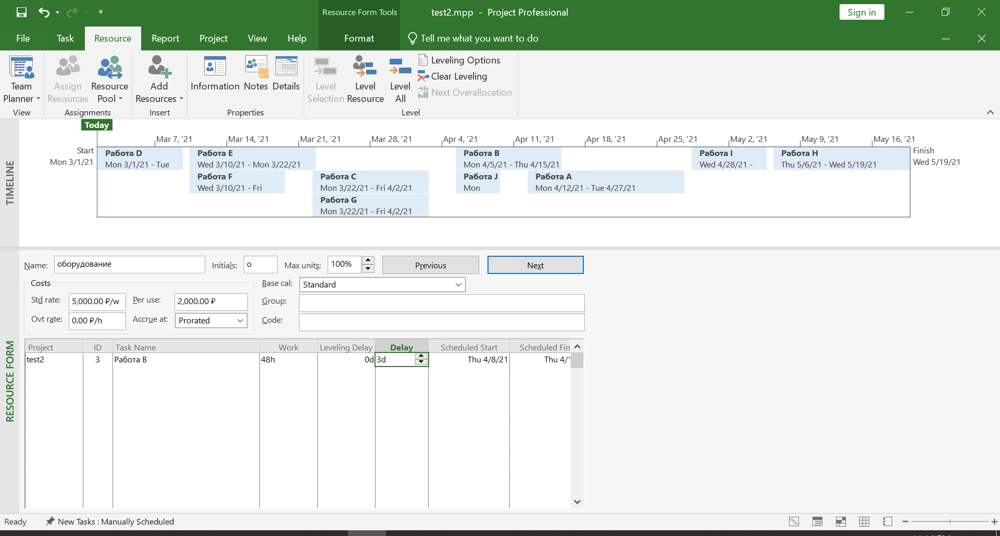 Resource Form Tools
test2.mpp - Project Professional
Sign in
File Task Resource Report Project View Help Format Tell me what you want to do
Team Planner
View
Assign Resources
Resource Pool
Assignments
Add Resources
Insert
Information
Notes
Details
Properties
Level Selection
Level Resource
Level All
Leveling Options
Clear Leveling
Next Overallocation
Level
TIMELINE
Today
Mar 7, '21 Mar 14, '21 Mar 21, '21 Mar 28, '21 Apr 4, '21 Apr 11, '21 Apr 18, '21 Apr 25, '21 May 2, '21 May 9, '21 May 16, '21
Start
Mon 3/1/21
Работа D
Mon 3/1/21 - Tue
Работа E
Wed 3/10/21 - Mon 3/22/21
Работа B
Mon 4/5/21 - Thu 4/15/21
Работа I
Wed 4/28/21 -
Работа H
Thu 5/6/21 - Wed 5/19/21
Finish
Wed 5/19/21
Работа F
Wed 3/10/21 - Fri
Работа C
Mon 3/22/21 - Fri 4/2/21
Работа J
Mon
Работа A
Mon 4/12/21 - Tue 4/27/21
Работа G
Mon 3/22/21 - Fri 4/2/21
RESOURCE FORM
Name: оборудование Initials: о Max units: 100% Previous Next
Costs
Base cal: Standard
Std rate: 5,000.00 ₽/w Per use: 2,000.00 ₽
Group:
Ovt rate: 0.00 ₽/h Accrue at: Prorated
Code:
Project ID Task Name Work Leveling Delay Delay Scheduled Start Scheduled Fin
test2 3 Работа B 48h 0d 3d Thu 4/8/21 Thu 4/1
Ready New Tasks : Manually Scheduled